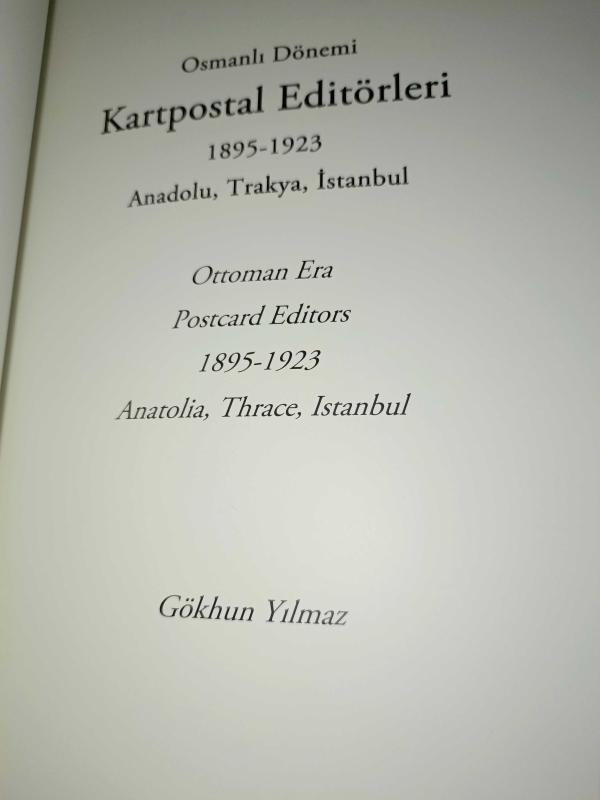 Osmanlı Dönemi
Kartpostal Editörleri
1895-1923
Anadolu, Trakya, İstanbul
Ottoman Era
Postcard Editors
1895-1923
Anatolia, Thrace, Istanbul
Gökhun Yılmaz